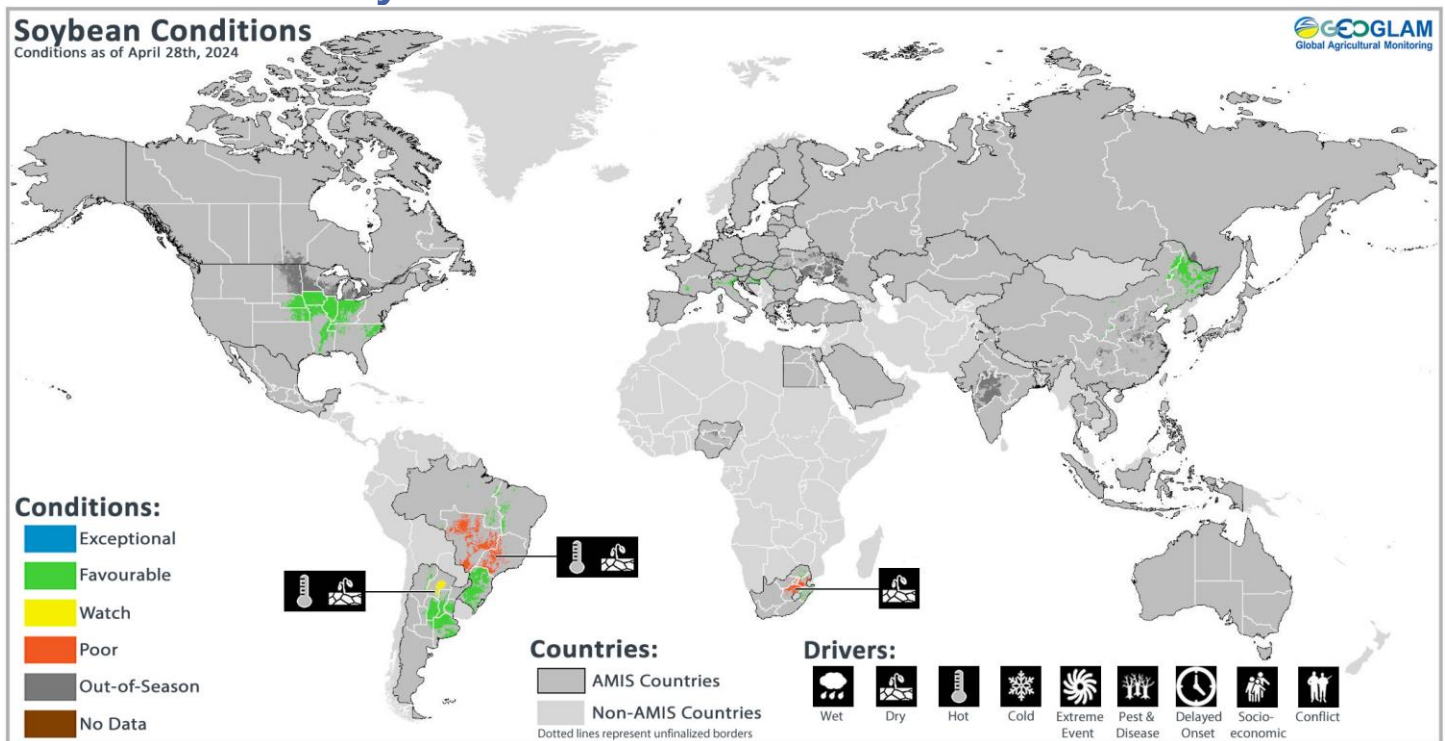 Soybean Conditions
Conditions as of April 28th, 2024
GEOGLAM
Global Agricultural Monitoring
Conditions:
Exceptional
Favourable
Watch
Poor
Out-of-Season
No Data
Countries:
AMIS Countries
Non-AMIS Countries
Dotted lines represent unfinalized borders
Drivers:
Wet
Dry
Hot
Cold
Extreme
Event
Pest &
Disease
Delayed
Onset
Socio-
economic
Conflict